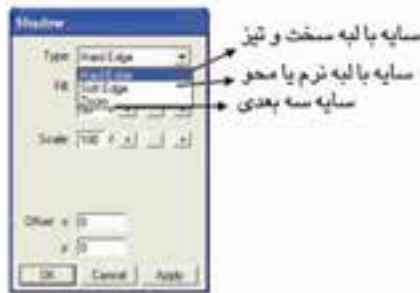 Shadow
Type: Hard Edge
Hard Edge
Fill: Soft Edge
Zoom
Scale: 100
Offset x: 0
y: 0
OK Cancel Apply
سایه با لبه سخت و تیز
سایه با لبه نرم یا محو
سایه سه بعدی